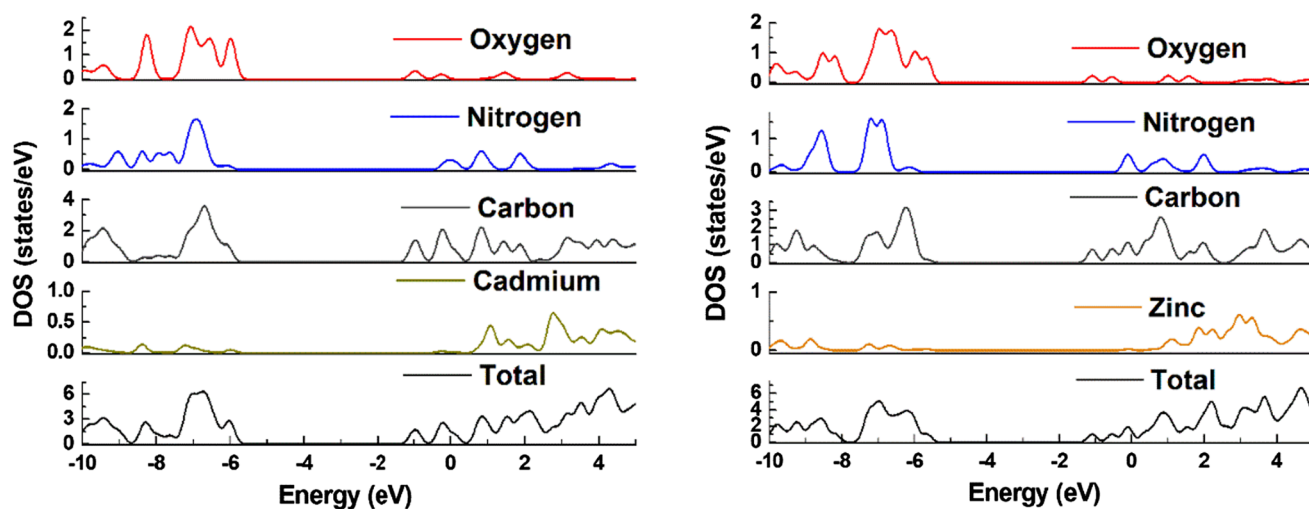 DOS (states/eV)
2
1
0
Oxygen
2
1
0
Nitrogen
4
2
0
Carbon
1.0
0.5
0.0
Cadmium
6
3
0
Total
-10 -8 -6 -4 -2 0 2 4
Energy (eV)
DOS (states/eV)
2
1
0
Oxygen
2
1
0
Nitrogen
3
2
1
0
Carbon
1
0
Zinc
6
3
0
Total
-10 -8 -6 -4 -2 0 2 4
Energy (eV)